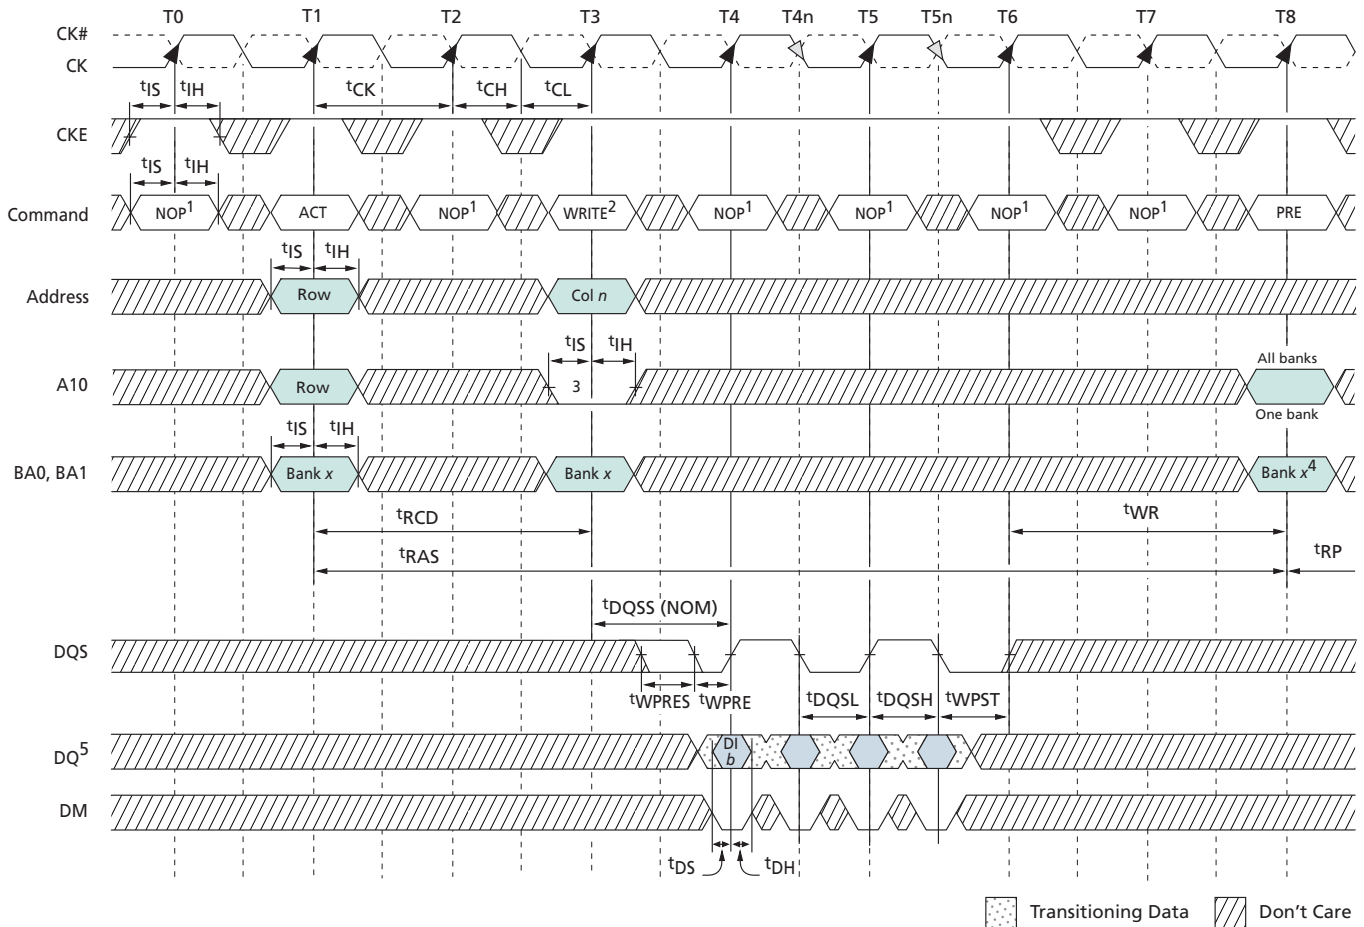 T0 T1 T2 T3 T4 T4n T5 T5n T6 T7 T8
CK#
CK
tIS tIH tCK tCH tCL
CKE
tIS tIH
Command NOP1 ACT NOP1 WRITE2 NOP1 NOP1 NOP1 NOP1 PRE
tIS tIH
Address Row Col n
tIS tIH
All banks
A10 Row 3
One bank
tIS tIH
BA0, BA1 Bank x Bank x Bank x4
tRCD tWR
tRAS tRP
tDQSS (NOM)
DQS
tWPRES tWPRE tDQSL tDQSH tWPST
DQ5 DI
b
DM
tDS tDH
Transitioning Data Don't Care